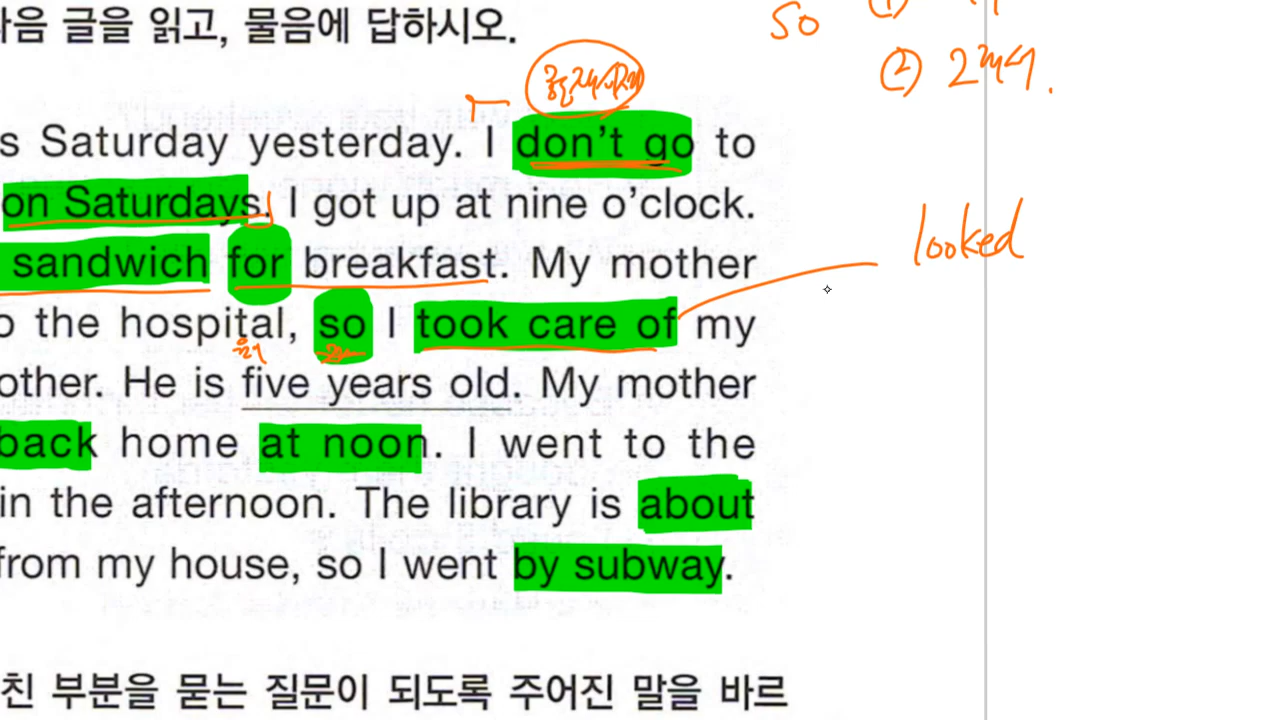 다음 글을 읽고, 물음에 답하시오.
so ①
② 그래서.
s Saturday yesterday. I don't go to
on Saturdays. I got up at nine o'clock.
looked
sandwich for breakfast. My mother
o the hospital, so I took care of my
other. He is five years old. My mother
back home at noon. I went to the
in the afternoon. The library is about
from my house, so I went by subway.
친 부분을 묻는 질문이 되도록 주어진 말을 바르